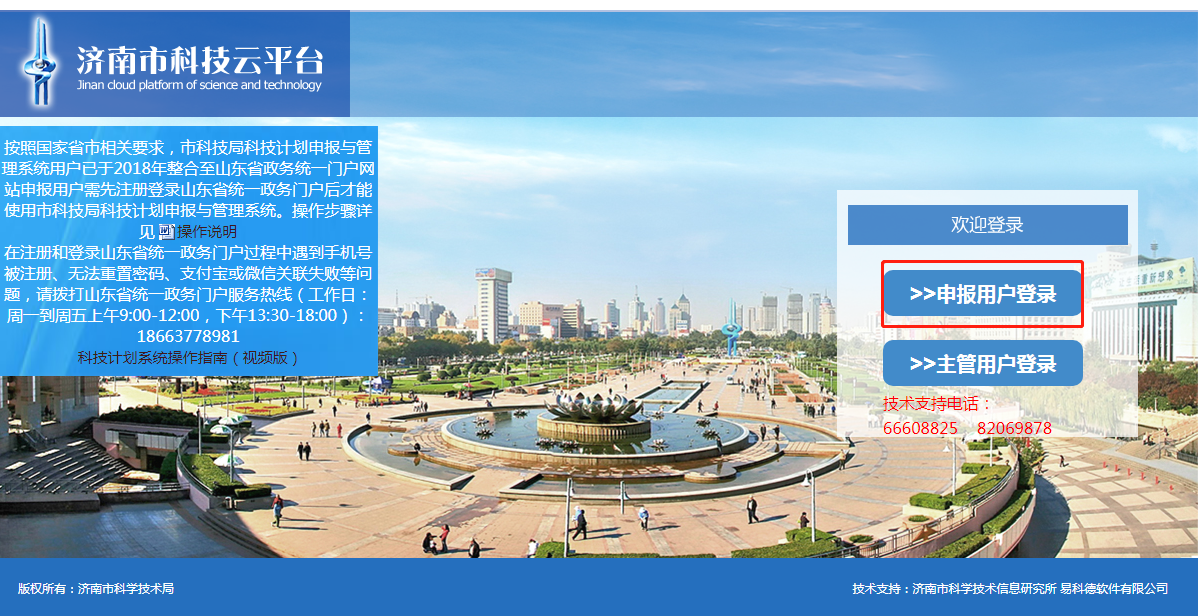 济南市科技云平台
Jinan cloud platform of science and technology
按照国家省市相关要求，市科技局科技计划申报与管
理系统用户已于2018年整合至山东省政务统一门户网
站申报用户需先注册登录山东省统一政务门户后才能
使用市科技局科技计划申报与管理系统。操作步骤详
见 操作说明
在注册和登录山东省统一政务门户过程中遇到手机号
被注册、无法重置密码、支付宝或微信关联失败等问
题，请拨打山东省统一政务门户服务热线（工作日：
周一到周五上午9:00-12:00，下午13:30-18:00）：
18663778981
科技计划系统操作指南（视频版）
欢迎登录
>>申报用户登录
>>主管用户登录
技术支持电话：
66608825 82069878
版权所有：济南市科学技术局
技术支持：济南市科学技术信息研究所 易科德软件有限公司